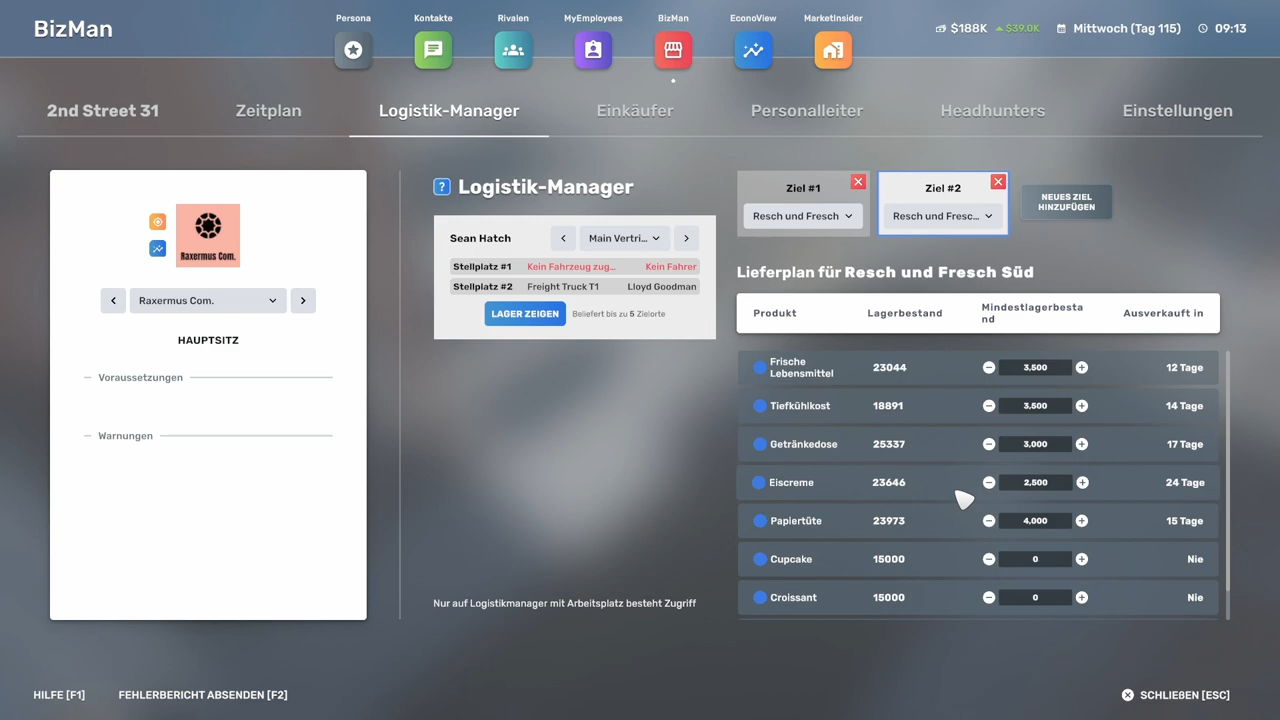 BizMan
Persona
Kontakte
Rivalen
MyEmployees
BizMan
EconoView
MarketInsider
$188K
$39.0K
Mittwoch (Tag 115)
09:13
2nd Street 31
Zeitplan
Logistik-Manager
Einkäufer
Personalleiter
Headhunters
Einstellungen
Raxermus Com.
Raxermus Com.
HAUPTSITZ
Voraussetzungen
Warnungen
? Logistik-Manager
Sean Hatch
Main Vertri...
Stellplatz #1 Kein Fahrzeug zug... Kein Fahrer
Stellplatz #2 Freight Truck T1 Lloyd Goodman
LAGER ZEIGEN
Beliefert bis zu 5 Zielorte
Nur auf Logistikmanager mit Arbeitsplatz besteht Zugriff
Ziel #1
Resch und Fresch
Ziel #2
Resch und Fresc...
NEUES ZIEL
HINZUFÜGEN
Lieferplan für Resch und Fresch Süd
Produkt
Lagerbestand
Mindestlagerbesta
nd
Ausverkauft in
Frische
Lebensmittel
23044 3,500 12 Tage
Tiefkühlkost 18891 3,500 14 Tage
Getränkedose 25337 3,000 17 Tage
Eiscreme 23646 2,500 24 Tage
Papiertüte 23973 4,000 15 Tage
Cupcake 15000 0 Nie
Croissant 15000 0 Nie
HILFE [F1]
FEHLERBERICHT ABSENDEN [F2]
SCHLIEẞEN [ESC]